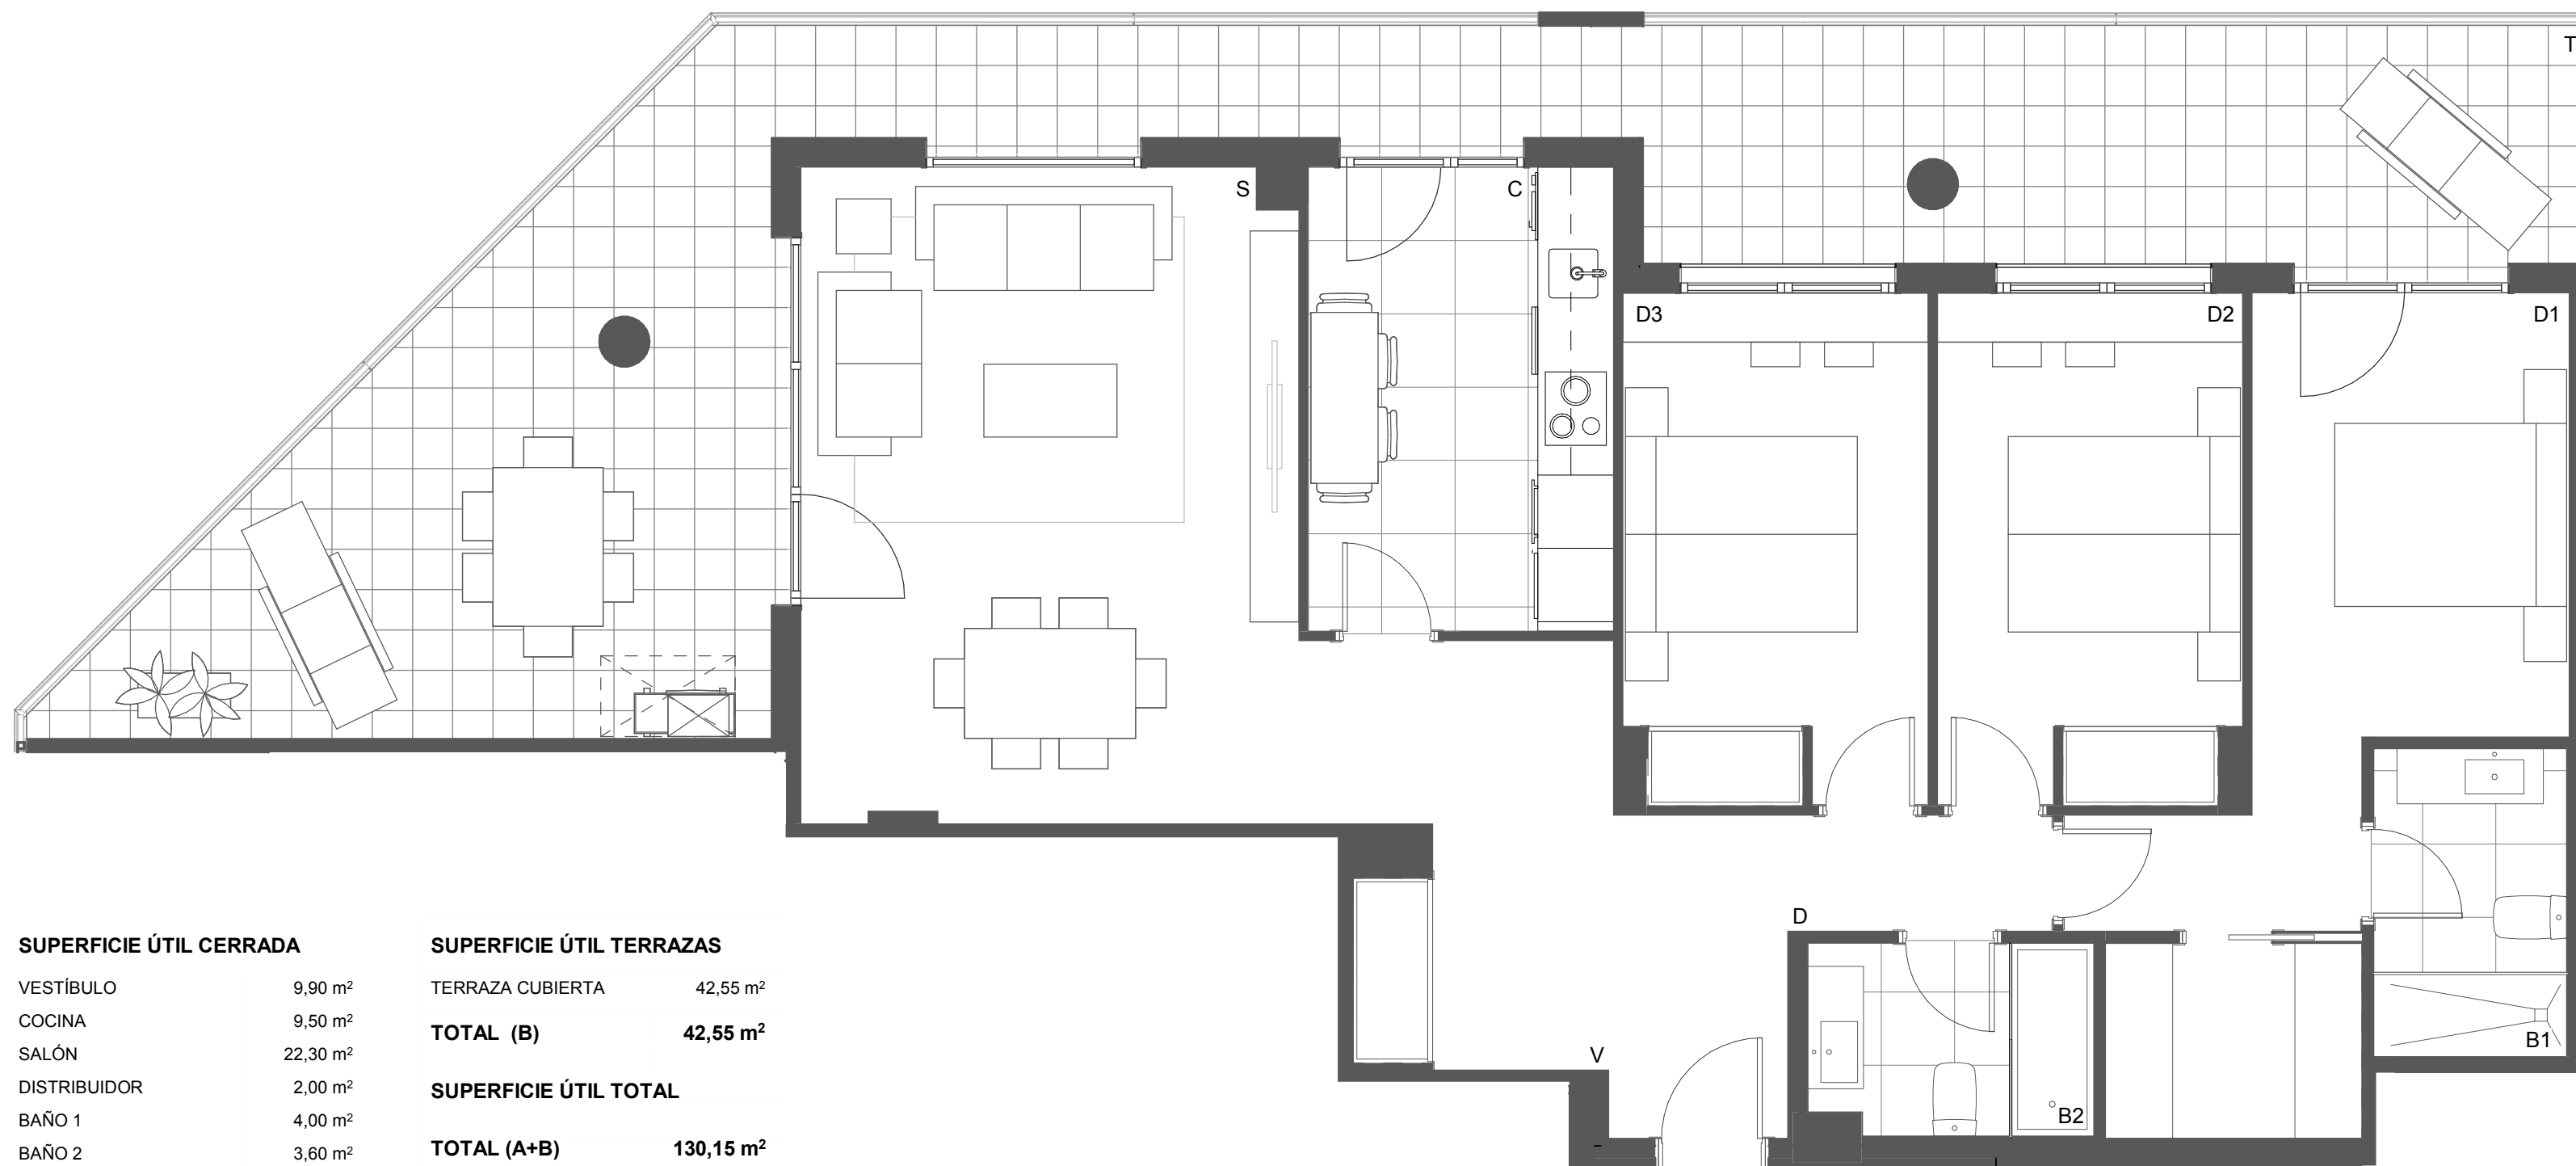 T
S
C
D3
D2
D1
D
V
B2
B1
SUPERFICIE ÚTIL CERRADA
VESTÍBULO 9,90 m²
COCINA 9,50 m²
SALÓN 22,30 m²
DISTRIBUIDOR 2,00 m²
BAÑO 1 4,00 m²
BAÑO 2 3,60 m²
SUPERFICIE ÚTIL TERRAZAS
TERRAZA CUBIERTA 42,55 m²
TOTAL (B) 42,55 m²
SUPERFICIE ÚTIL TOTAL
TOTAL (A+B) 130,15 m²